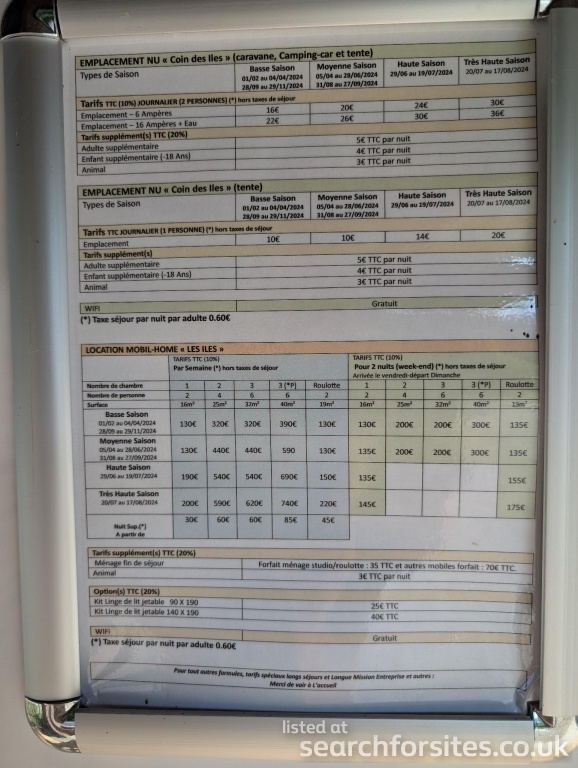 EMPLACEMENT NU « Coin des Iles » (caravane, Camping-car et tente)
Types de Saison Basse Saison 01/02 au 04/04/2024 28/09 au 29/11/2024 Moyenne Saison 05/04 au 28/06/2024 31/08 au 27/09/2024 Haute Saison 29/06 au 19/07/2024 Très Haute Saison 20/07 au 17/08/2024
Tarifs TTC (10%) JOURNALIER (2 PERSONNES) (*) hors taxes de séjour
Emplacement – 6 Ampères 16€ 20€ 24€ 30€
Emplacement – 16 Ampères + Eau 22€ 26€ 30€ 36€
Tarifs supplément(s) TTC (20%)
Adulte supplémentaire 5€ TTC par nuit
Enfant supplémentaire (-18 Ans) 4€ TTC par nuit
Animal 3€ TTC par nuit
EMPLACEMENT NU « Coin des Iles » (tente)
Types de Saison Basse Saison 01/02 au 04/04/2024 28/09 au 29/11/2024 Moyenne Saison 05/04 au 28/06/2024 31/08 au 27/09/2024 Haute Saison 29/06 au 19/07/2024 Très Haute Saison 20/07 au 17/08/2024
Tarifs TTC JOURNALIER (1 PERSONNE) (*) hors taxes de séjour
Emplacement 10€ 10€ 14€ 20€
Tarifs supplément(s)
Adulte supplémentaire 5€ TTC par nuit
Enfant supplémentaire (-18 Ans) 4€ TTC par nuit
Animal 3€ TTC par nuit
WIFI Gratuit
(*) Taxe séjour par nuit par adulte 0.60€
LOCATION MOBIL-HOME « LES ILES »
TARIFS TTC (10%) TARIFS TTC (10%)
Par Semaine (*) hors taxes de séjour Pour 2 nuits (week-end) (*) hors taxes de séjour
Arrivée le vendredi départ Dimanche
Nombre de chambre 1 2 3 3 (*P) Roulotte 1 2 3 3 (*P) Roulotte
Nombre de personne 2 4 6 6 2 2 4 6 6 2
Surface 16m² 25m² 32m² 40m² 19m² 16m² 25m² 32m² 40m² 19m²
Basse Saison 01/02 au 04/04/2024 28/09 au 29/11/2024 130€ 320€ 320€ 390€ 130€ 130€ 200€ 200€ 300€ 135€
Moyenne Saison 05/04 au 28/06/2024 31/08 au 27/09/2024 130€ 440€ 440€ 590 130€ 135€ 200€ 200€ 300€ 135€
Haute Saison 29/06 au 19/07/2024 190€ 540€ 540€ 690€ 150€ 135€ 155€
Très Haute Saison 20/07 au 17/08/2024 200€ 590€ 620€ 740€ 220€ 145€ 175€
Nuit Sup.(*) A partir de 30€ 60€ 60€ 85€ 45€
Tarifs supplément(s) TTC (20%)
Ménage fin de séjour Forfait ménage studio/roulotte : 35 TTC et autres mobiles forfait : 70€ TTC.
Animal 3€ TTC par nuit
Option(s) TTC (20%)
Kit Linge de lit jetable 90 X 190 25€ TTC
Kit Linge de lit jetable 140 X 190 40€ TTC
WIFI Gratuit
(*) Taxe séjour par nuit par adulte 0.60€
Pour tout autres formules, tarifs spéciaux longs séjours et Longue Mission Entreprise et autres :
Merci de voir à L'accueil
listed at
searchforsites.co.uk